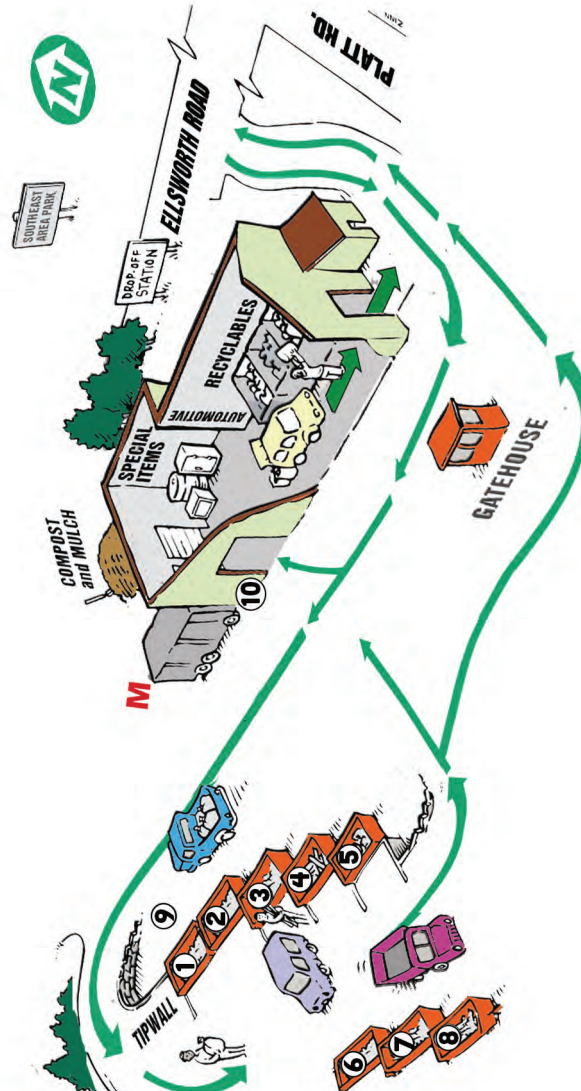 N
SOUTHEAST
AREA PARK
ZINN
PLATT RD.
ELLSWORTH ROAD
DROP-OFF
STATION
RECYCLABLES
AUTOMOTIVE
SPECIAL
ITEMS
COMPOST
and MULCH
M
10
GATEHOUSE
9
1
2
3
4
5
TIPWALL
6
7
8